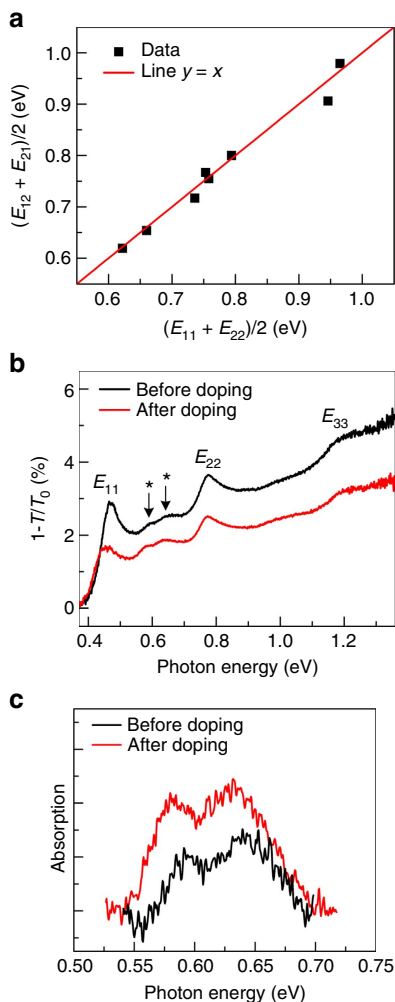 a
Data
Line y = x
(E12 + E21)/2 (eV)
1.0
0.9
0.8
0.7
0.6
0.6 0.7 0.8 0.9 1.0
(E11 + E22)/2 (eV)
b
Before doping
After doping
E11
*
*
E22
E33
1-T/T0 (%)
6
4
2
0
0.4 0.6 0.8 1.0 1.2
Photon energy (eV)
c
Before doping
After doping
Absorption
0.50 0.55 0.60 0.65 0.70 0.75
Photon energy (eV)